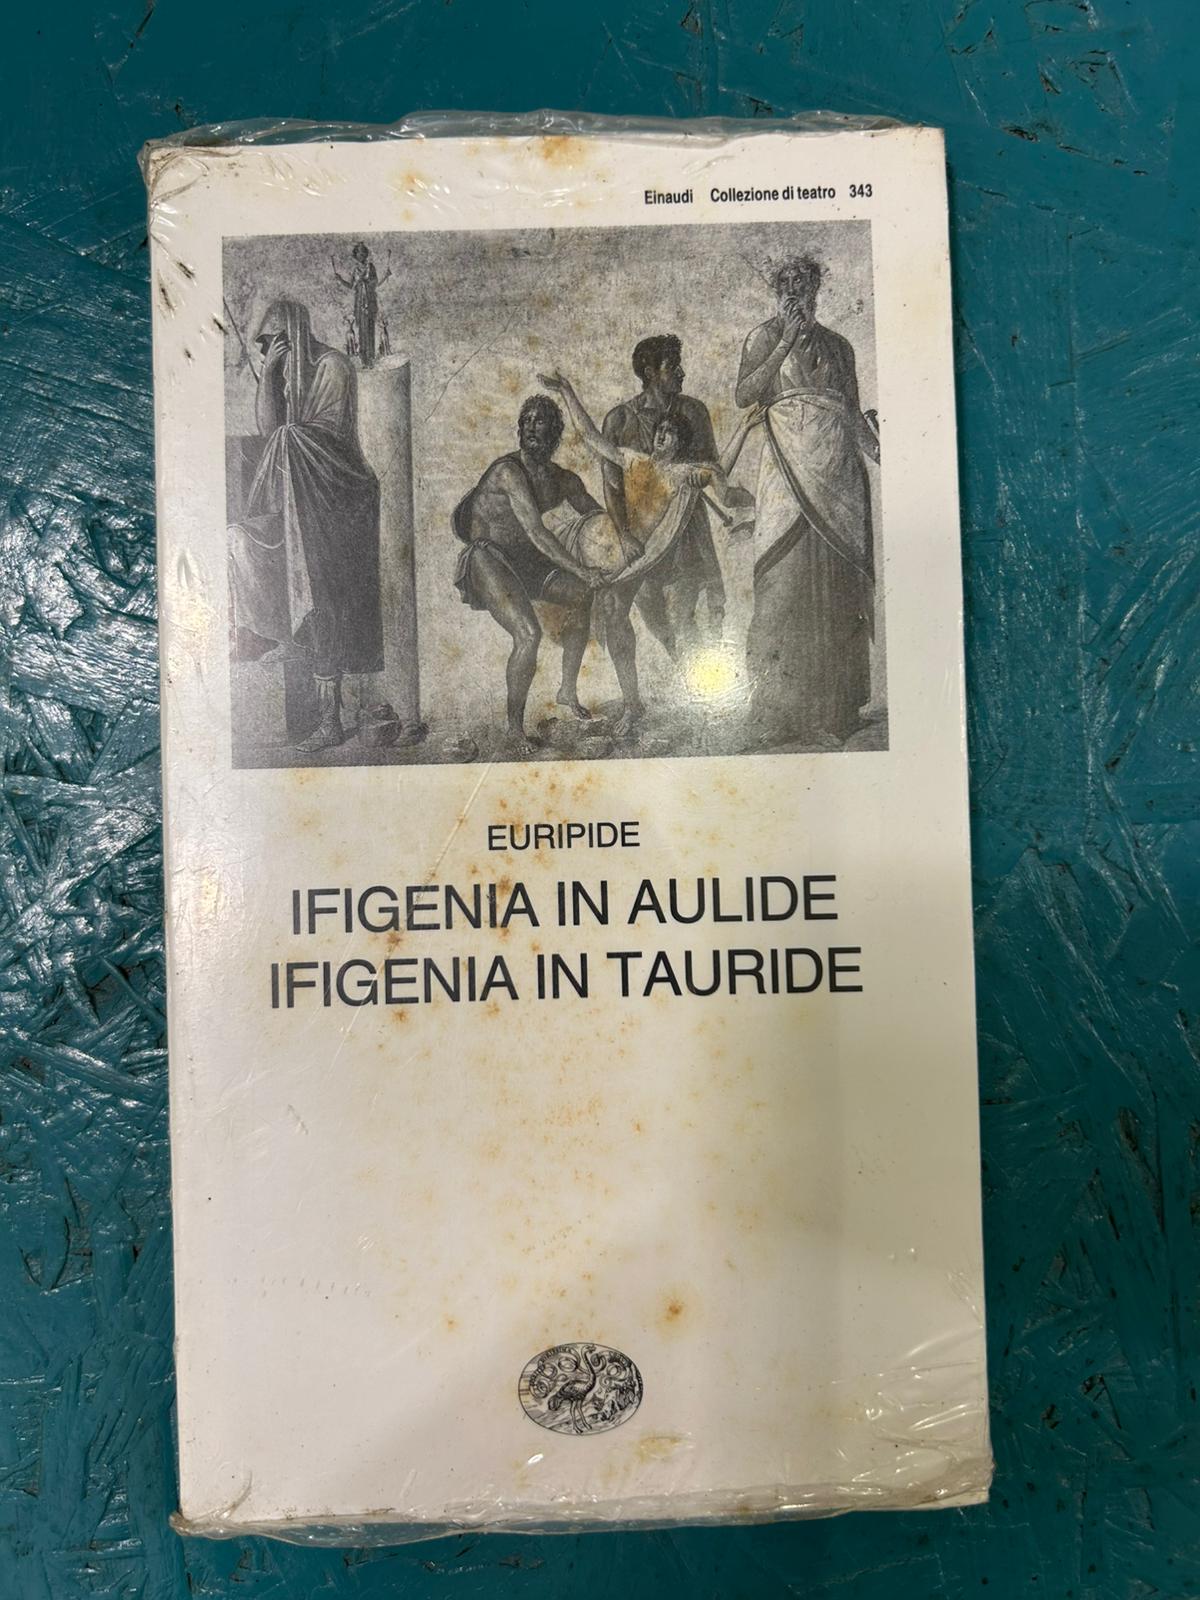 Einaudi Collezione di teatro 343
EURIPIDE
IFIGENIA IN AULIDE
IFIGENIA IN TAURIDE